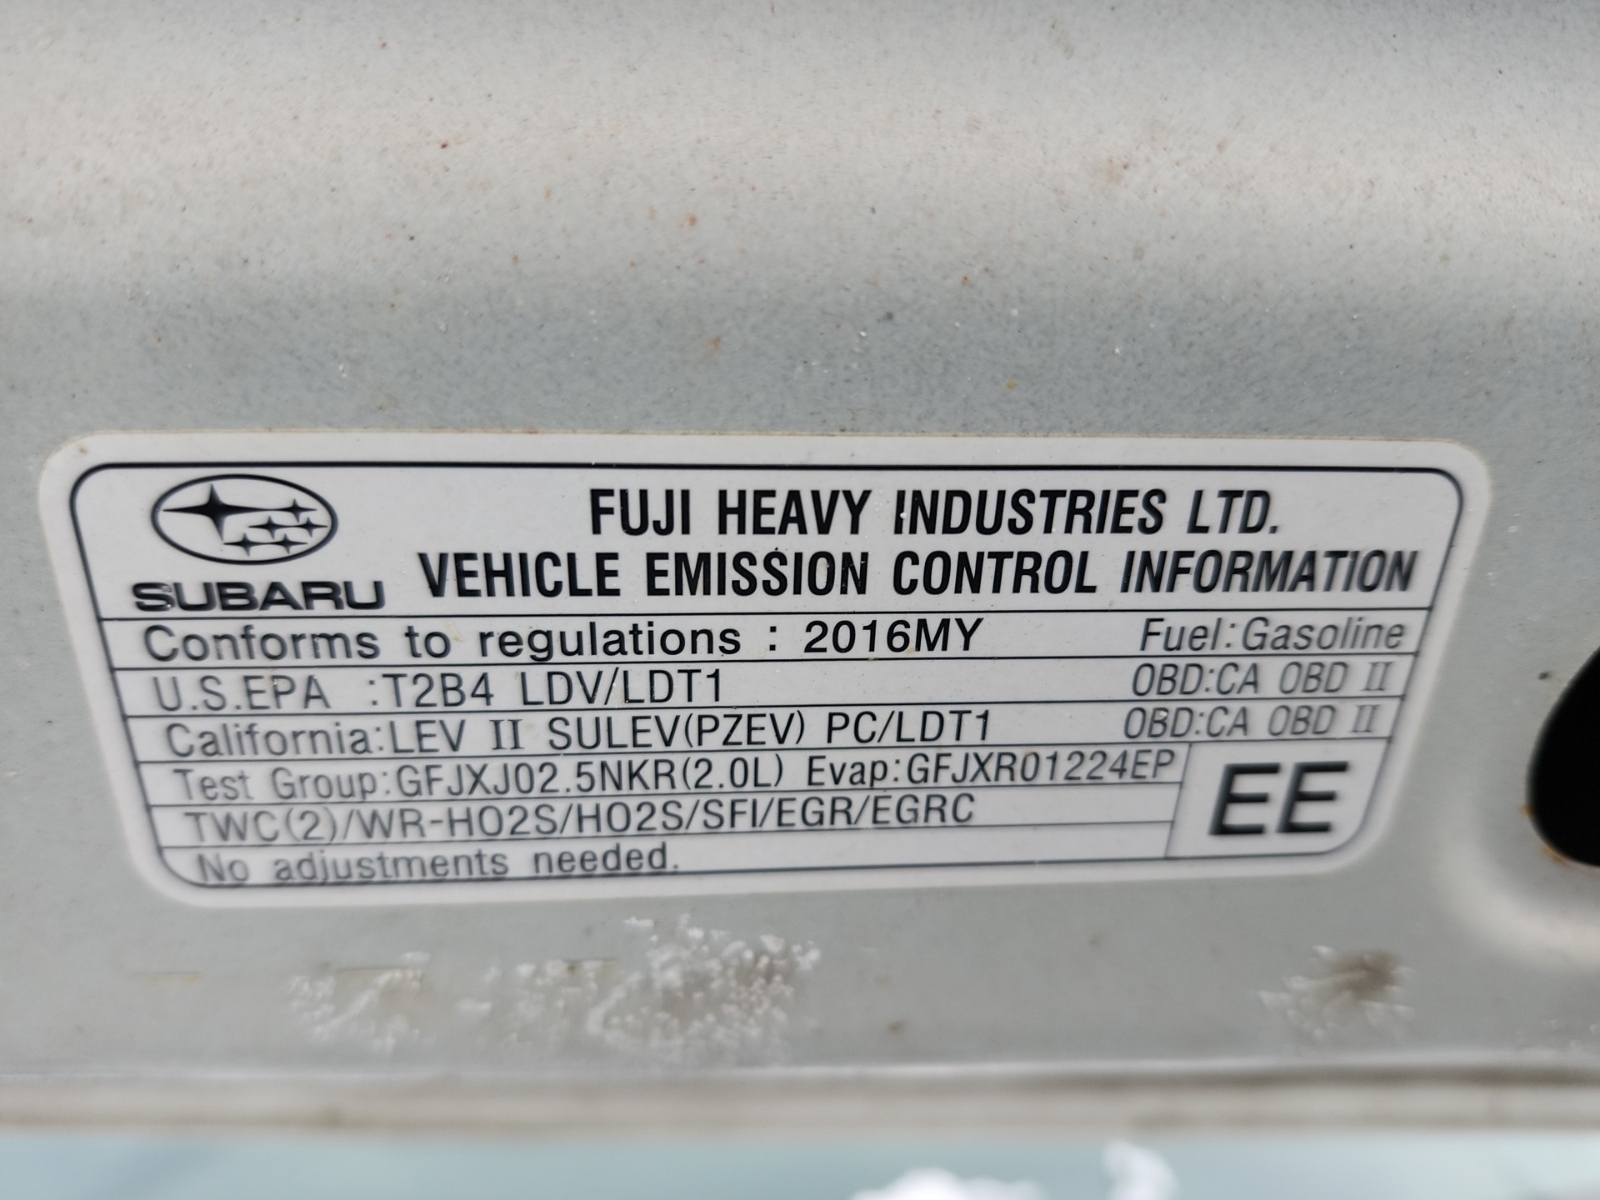 FUJI HEAVY INDUSTRIES LTD.
SUBARU VEHICLE EMISSION CONTROL INFORMATION
Conforms to regulations : 2016MY Fuel:Gasoline
U.S.EPA :T2B4 LDV/LDT1 OBD:CA OBD II
California:LEV II SULEV(PZEV) PC/LDT1 OBD:CA OBD II
Test Group:GFJXJ02.5NKR(2.0L) Evap:GFJXR01224EP
TWC(2)/WR-HO2S/HO2S/SFI/EGR/EGRC
EE
No adjustments needed.